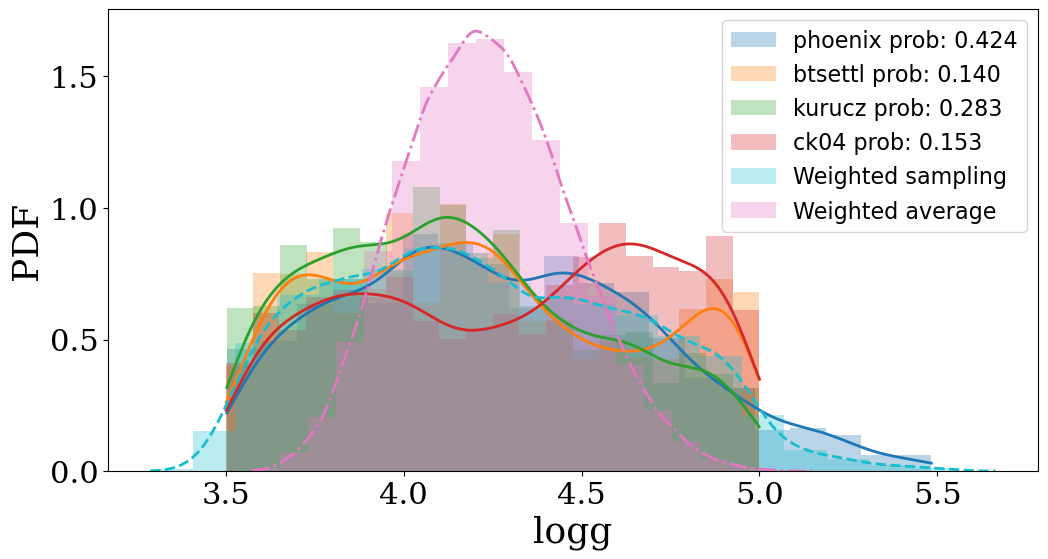 phoenix prob: 0.424
btsettl prob: 0.140
kurucz prob: 0.283
ck04 prob: 0.153
Weighted sampling
Weighted average
PDF
1.5
1.0
0.5
0.0
3.5 4.0 4.5 5.0 5.5
logg